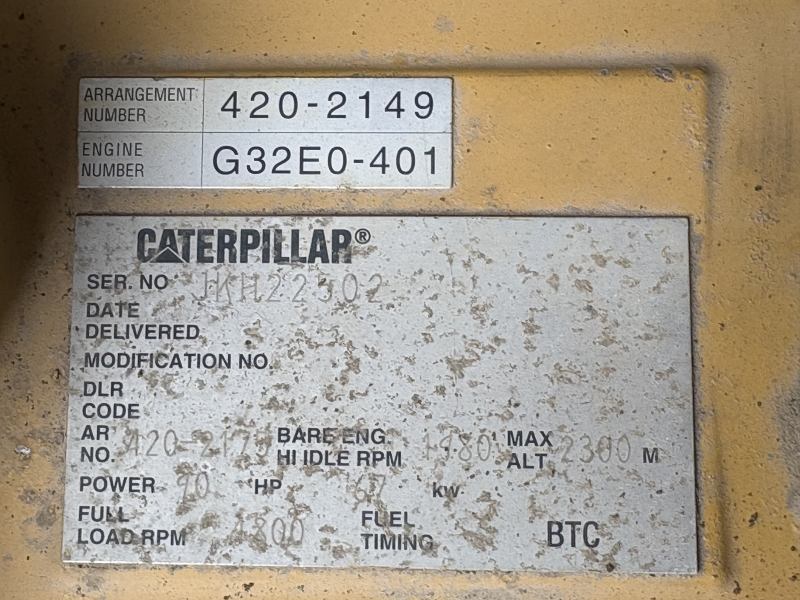 ARRANGEMENT NUMBER 420-2149
ENGINE NUMBER G32E0-401
CATERPILLAR®
SER. NO
DATE
DELIVERED
MODIFICATION NO.
DLR
CODE
AR NO. BARE ENG. HI IDLE RPM 1980 MAX ALT. 2300 M
POWER 90 HP 67 kw
FULL LOAD RPM 1800 FUEL TIMING BTC